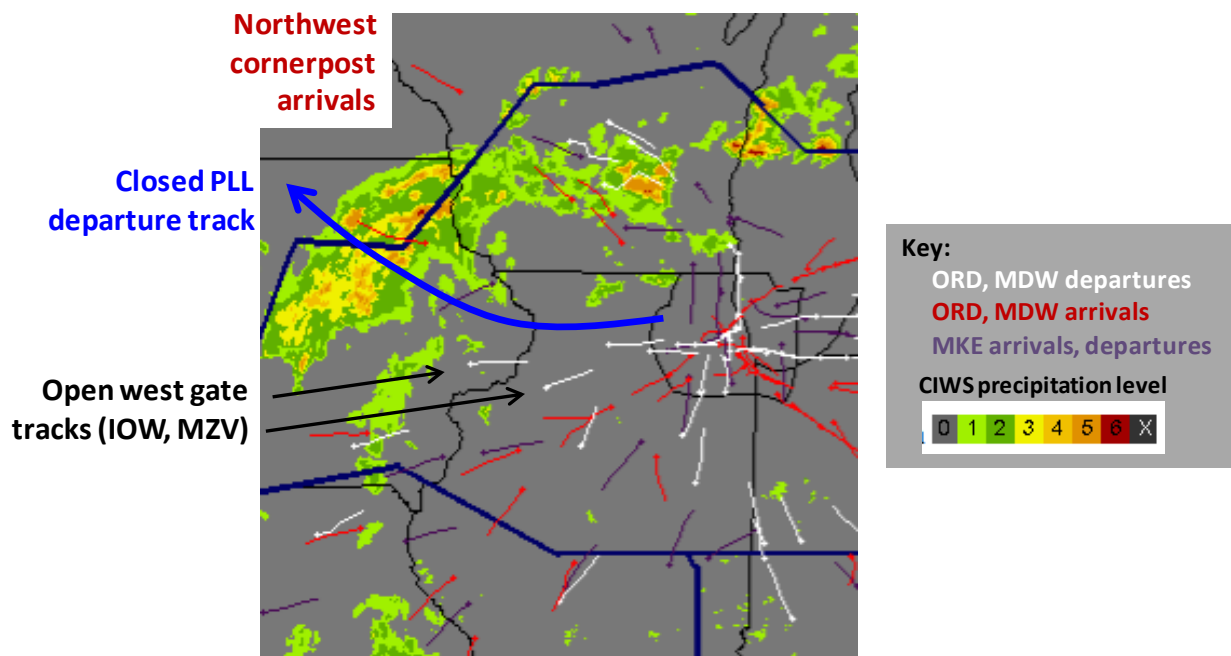 Northwest
cornerpost
arrivals
Closed PLL
departure track
Open west gate
tracks (IOW, MZV)
Key:
ORD, MDW departures
ORD, MDW arrivals
MKE arrivals, departures
CIWS precipitation level
0 1 2 3 4 5 6 X